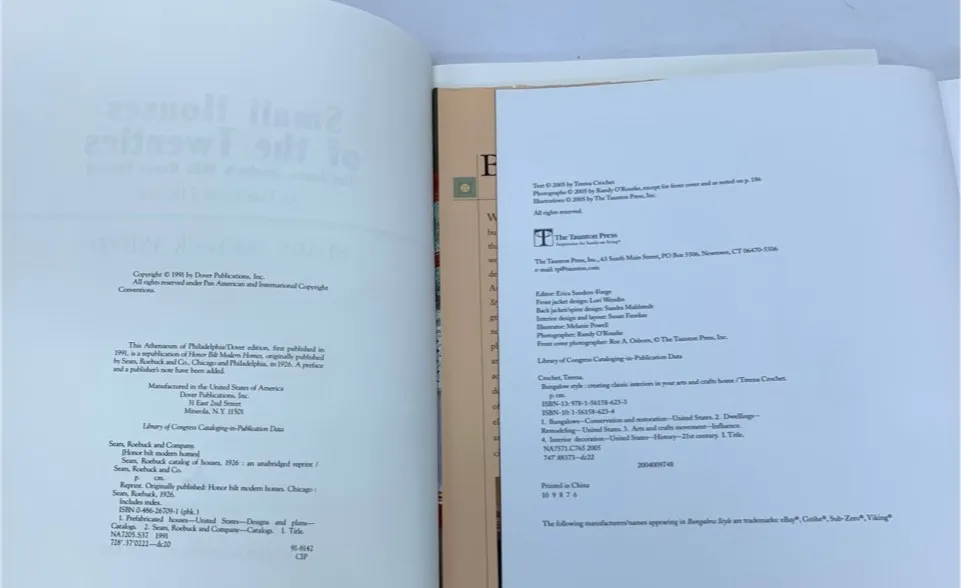 Small Houses
of the Twenties
Copyright © 1991 by Dover Publications, Inc.
All rights reserved under Pan American and International Copyright
Conventions.
This Athenaeum of Philadelphia/Dover edition, first published in
1991, is a republication of Honor Bilt Modern Homes, originally published
by Sears, Roebuck and Co., Chicago and Philadelphia, in 1926. A preface
and a publisher's note have been added.
Manufactured in the United States of America
Dover Publications, Inc.
31 East 2nd Street
Mineola, N.Y. 11501
Library of Congress Cataloging-in-Publication Data
Sears, Roebuck and Company.
[Honor bilt modern homes]
Sears, Roebuck catalog of houses, 1926 : an unabridged reprint /
Sears, Roebuck and Co.
p. cm.
Reprint. Originally published: Honor bilt modern homes. Chicago :
Sears, Roebuck, 1926.
Includes index.
ISBN 0-486-26709-1 (pbk.)
1. Prefabricated houses—United States—Designs and plans—
Catalogs. 2. Sears, Roebuck and Company—Catalogs. I. Title.
NA7205.S37 1991
728'.37'0222—dc20 91-8142
CIP
Text © 2005 by Treena Crochet
Photographs © 2005 by Randy O'Rourke, except for front cover and as noted on p. 186.
Illustrations © 2005 by The Taunton Press, Inc.
All rights reserved.
T The Taunton Press
Inspiration for hands-on living®
The Taunton Press, Inc., 63 South Main Street, PO Box 5506, Newtown, CT 06470-5506
e-mail: tp@taunton.com
Editor: Erica Sanders-Foege
Front jacket design: Lori Wendin
Back jacket/spine design: Sandra Mahlstedt
Interior design and layout: Susan Fazekas
Illustrator: Melanie Powell
Photographer: Randy O'Rourke
Front cover photographer: Roe A. Osborn, © The Taunton Press, Inc.
Library of Congress Cataloging-in-Publication Data
Crochet, Treena.
Bungalow style : creating classic interiors in your arts and crafts home / Treena Crochet.
p. cm.
ISBN-13: 978-1-56158-623-3
ISBN-10: 1-56158-623-4
1. Bungalows—Conservation and restoration—United States. 2. Dwellings—
Remodeling—United States. 3. Arts and crafts movement—Influence.
4. Interior decoration—United States—History—21st century. I. Title.
NA7571.C765 2005
747'.88373—dc22
2004009748
Printed in China
10 9 8 7 6
The following manufacturers/names appearing in Bungalow Style are trademarks: eBay®, Grohe®, Sub-Zero®, Viking®